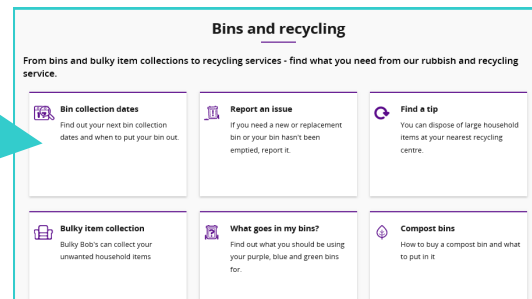 Bins and recycling
From bins and bulky item collections to recycling services - find what you need from our rubbish and recycling
service.
Bin collection dates
Find out your next bin collection
dates and when to put your bin out.
Report an issue
If you need a new or replacement
bin or your bin hasn't been
emptied, report it.
Find a tip
You can dispose of large household
items at your nearest recycling
centre.
Bulky item collection
Bulky Bob's can collect your
unwanted household items
What goes in my bins?
Find out what you should be using
your purple, blue and green bins
for.
Compost bins
How to buy a compost bin and what
to put in it